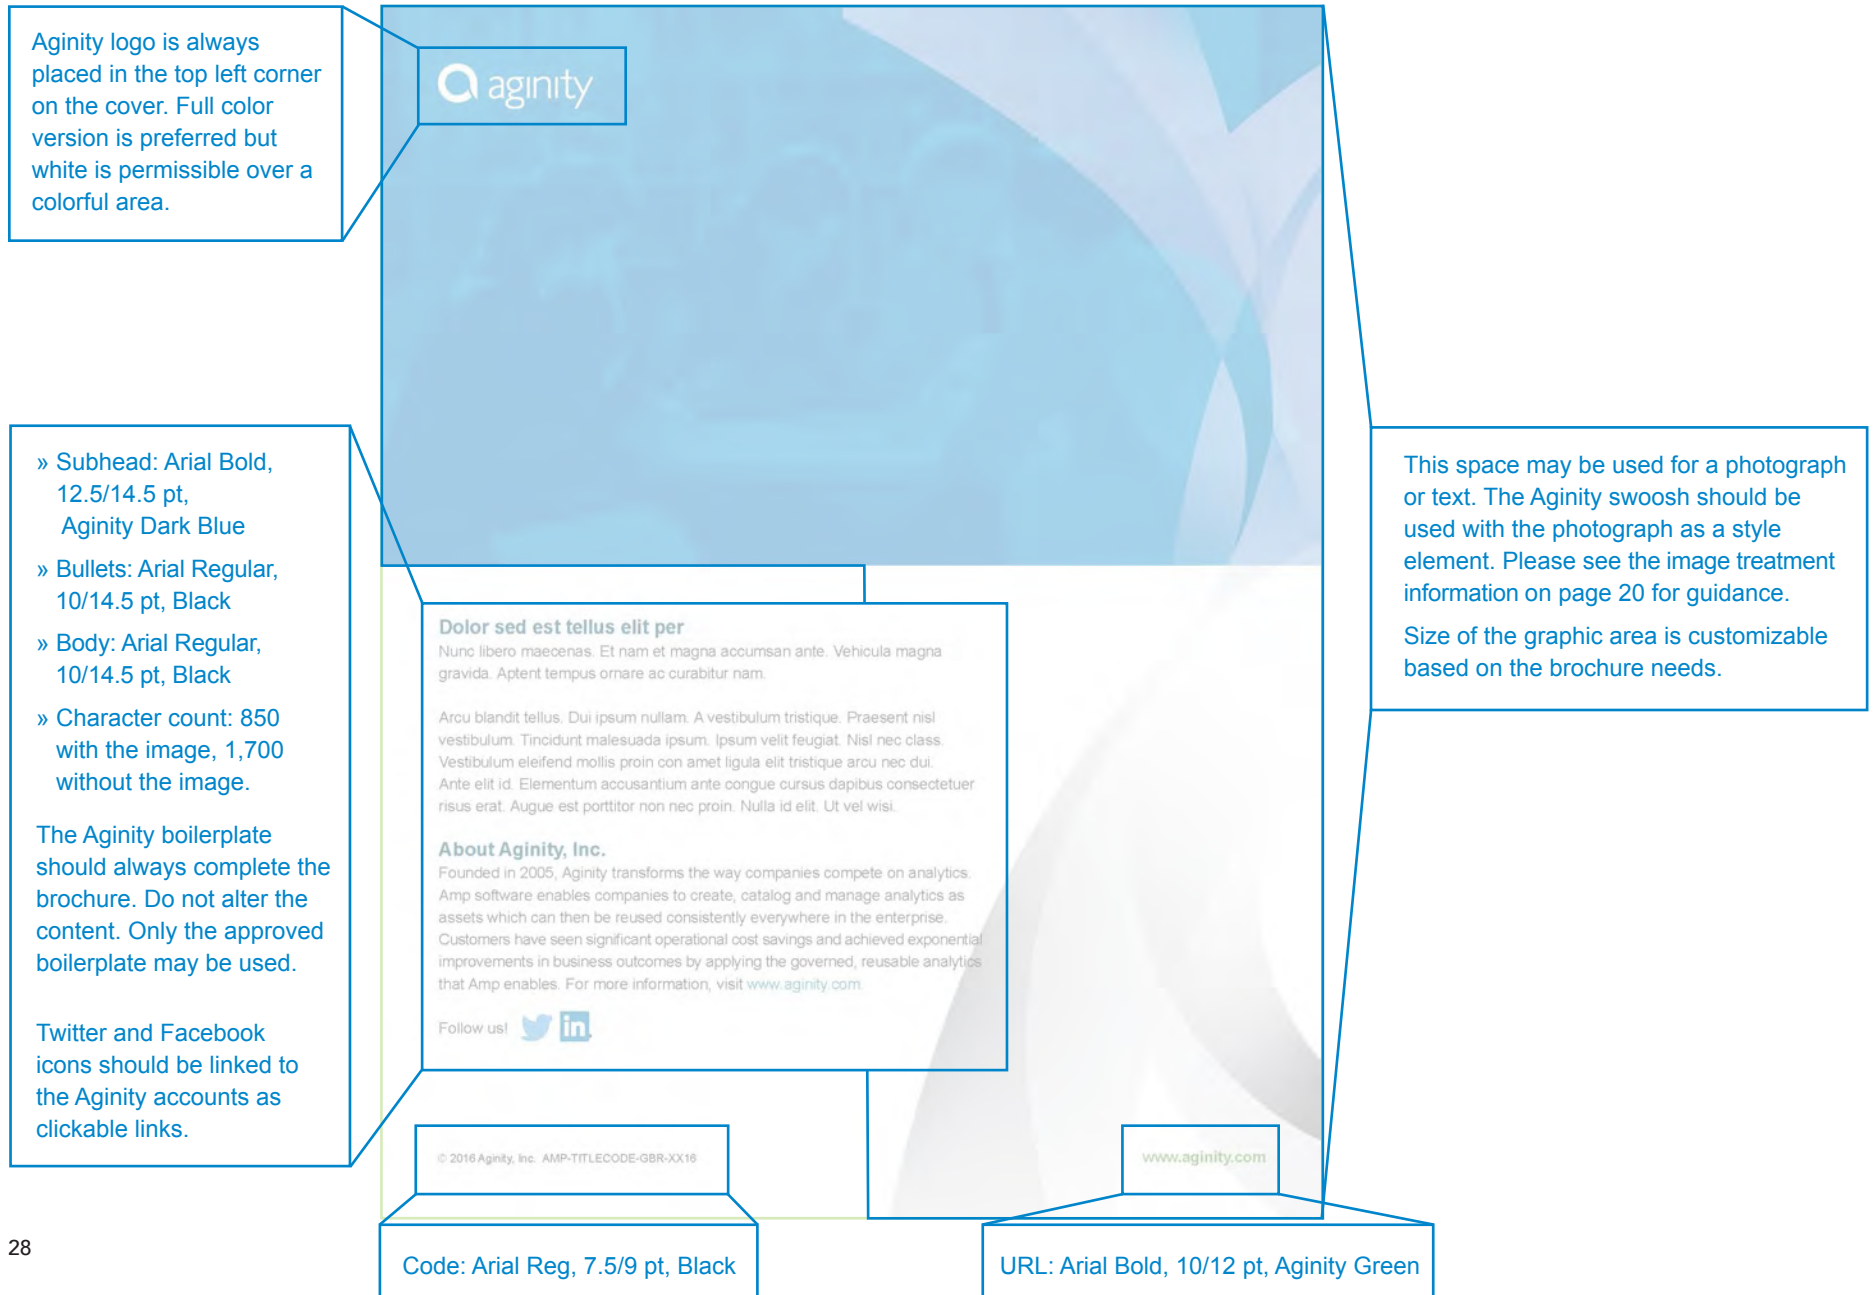 Aginity logo is always
placed in the top left corner
on the cover. Full color
version is preferred but
white is permissible over a
colorful area.
aginity
» Subhead: Arial Bold,
12.5/14.5 pt,
Aginity Dark Blue
» Bullets: Arial Regular,
10/14.5 pt, Black
» Body: Arial Regular,
10/14.5 pt, Black
» Character count: 850
with the image, 1,700
without the image.
The Aginity boilerplate
should always complete the
brochure. Do not alter the
content. Only the approved
boilerplate may be used.
Twitter and Facebook
icons should be linked to
the Aginity accounts as
clickable links.
This space may be used for a photograph
or text. The Aginity swoosh should be
used with the photograph as a style
element. Please see the image treatment
information on page 20 for guidance.
Size of the graphic area is customizable
based on the brochure needs.
Dolor sed est tellus elit per
Nunc libero maecenas. Et nam et magna accumsan ante. Vehicula magna
gravida. Aptent tempus ornare ac curabitur nam.
Arcu blandit tellus. Dui ipsum nullam. A vestibulum tristique. Praesent nisl
vestibulum. Tincidunt malesuada ipsum. Ipsum velit feugiat. Nisl nec class.
Vestibulum eleifend mollis proin con amet ligula elit tristique arcu nec dui.
Ante elit id. Elementum accusantium ante congue cursus dapibus consectetuer
risus erat. Augue est porttitor non nec proin. Nulla id elit. Ut vel wisi.
About Aginity, Inc.
Founded in 2005, Aginity transforms the way companies compete on analytics.
Amp software enables companies to create, catalog and manage analytics as
assets which can then be reused consistently everywhere in the enterprise.
Customers have seen significant operational cost savings and achieved exponential
improvements in business outcomes by applying the governed, reusable analytics
that Amp enables. For more information, visit www.aginity.com
Follow us! in
© 2016 Aginity, Inc. AMP-TITLECODE-GBR-XX16
www.aginity.com
Code: Arial Reg, 7.5/9 pt, Black
URL: Arial Bold, 10/12 pt, Aginity Green
28